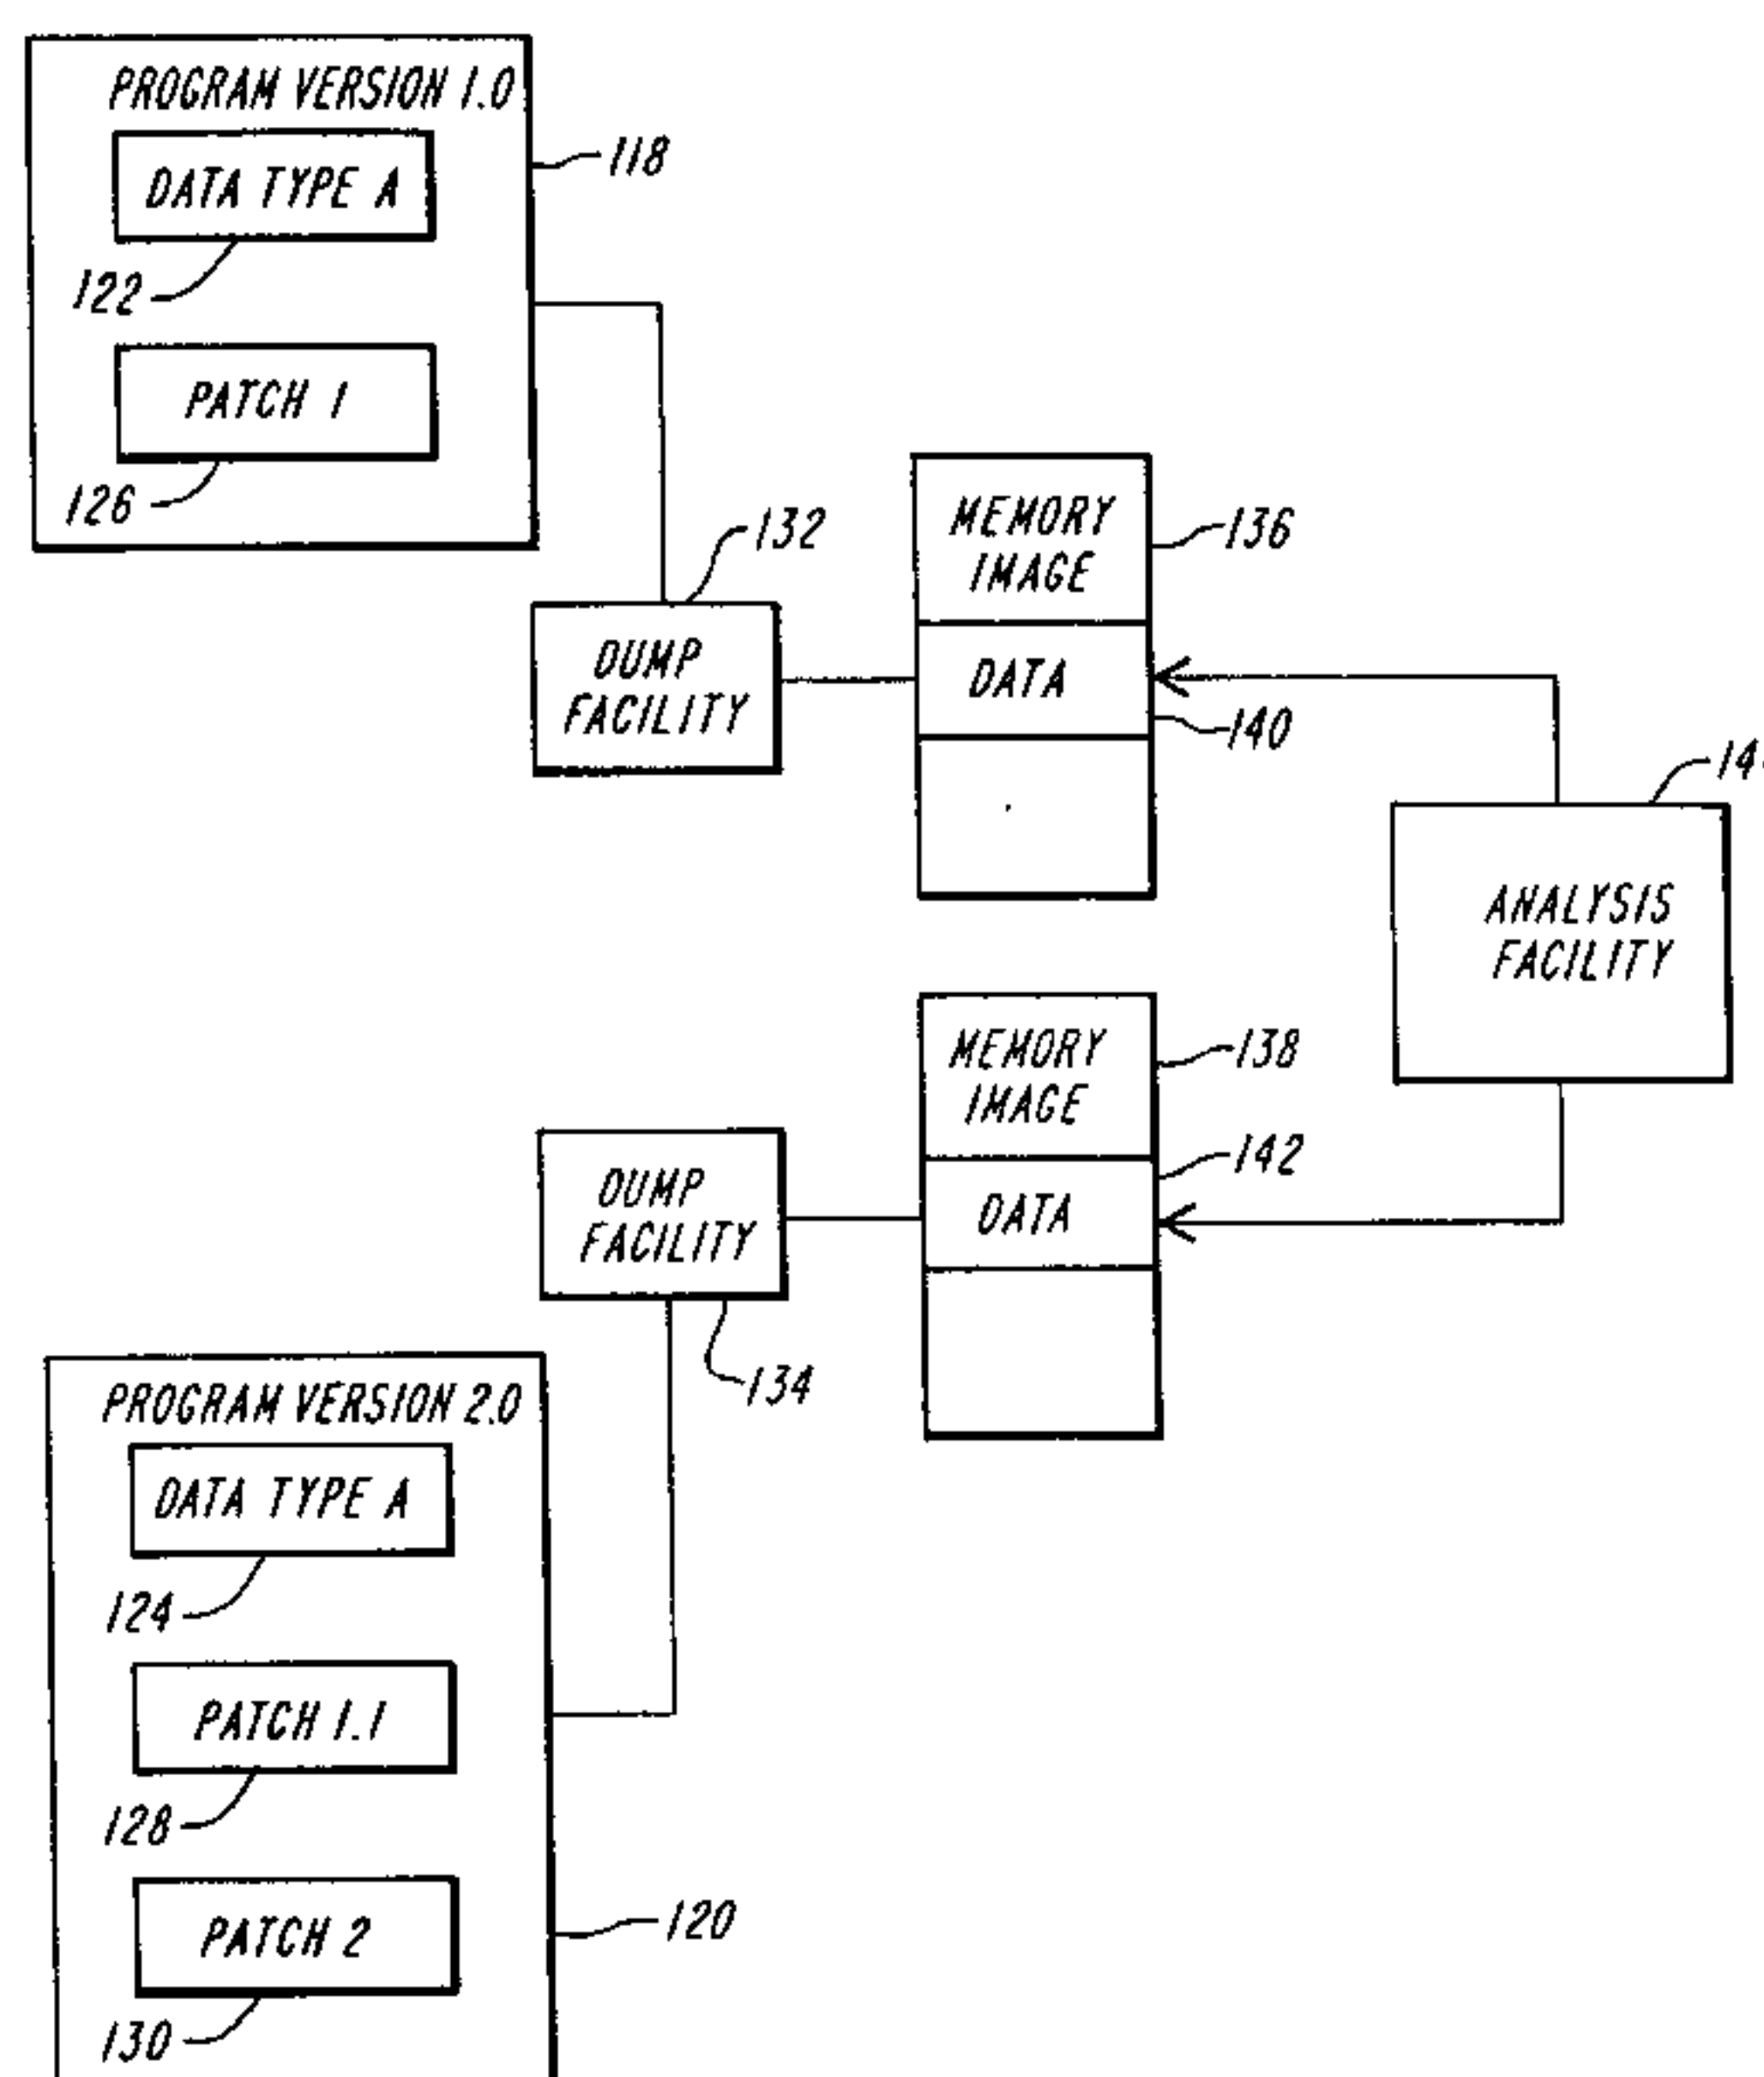 PROGRAM VERSION 1.0
DATA TYPE A
118
122
PATCH 1
126
132
DUMP
FACILITY
MEMORY
IMAGE
136
DATA
140
ANALYSIS
FACILITY
MEMORY
IMAGE
138
142
DATA
DUMP
FACILITY
134
PROGRAM VERSION 2.0
DATA TYPE A
124
PATCH 1.1
128
PATCH 2
120
130